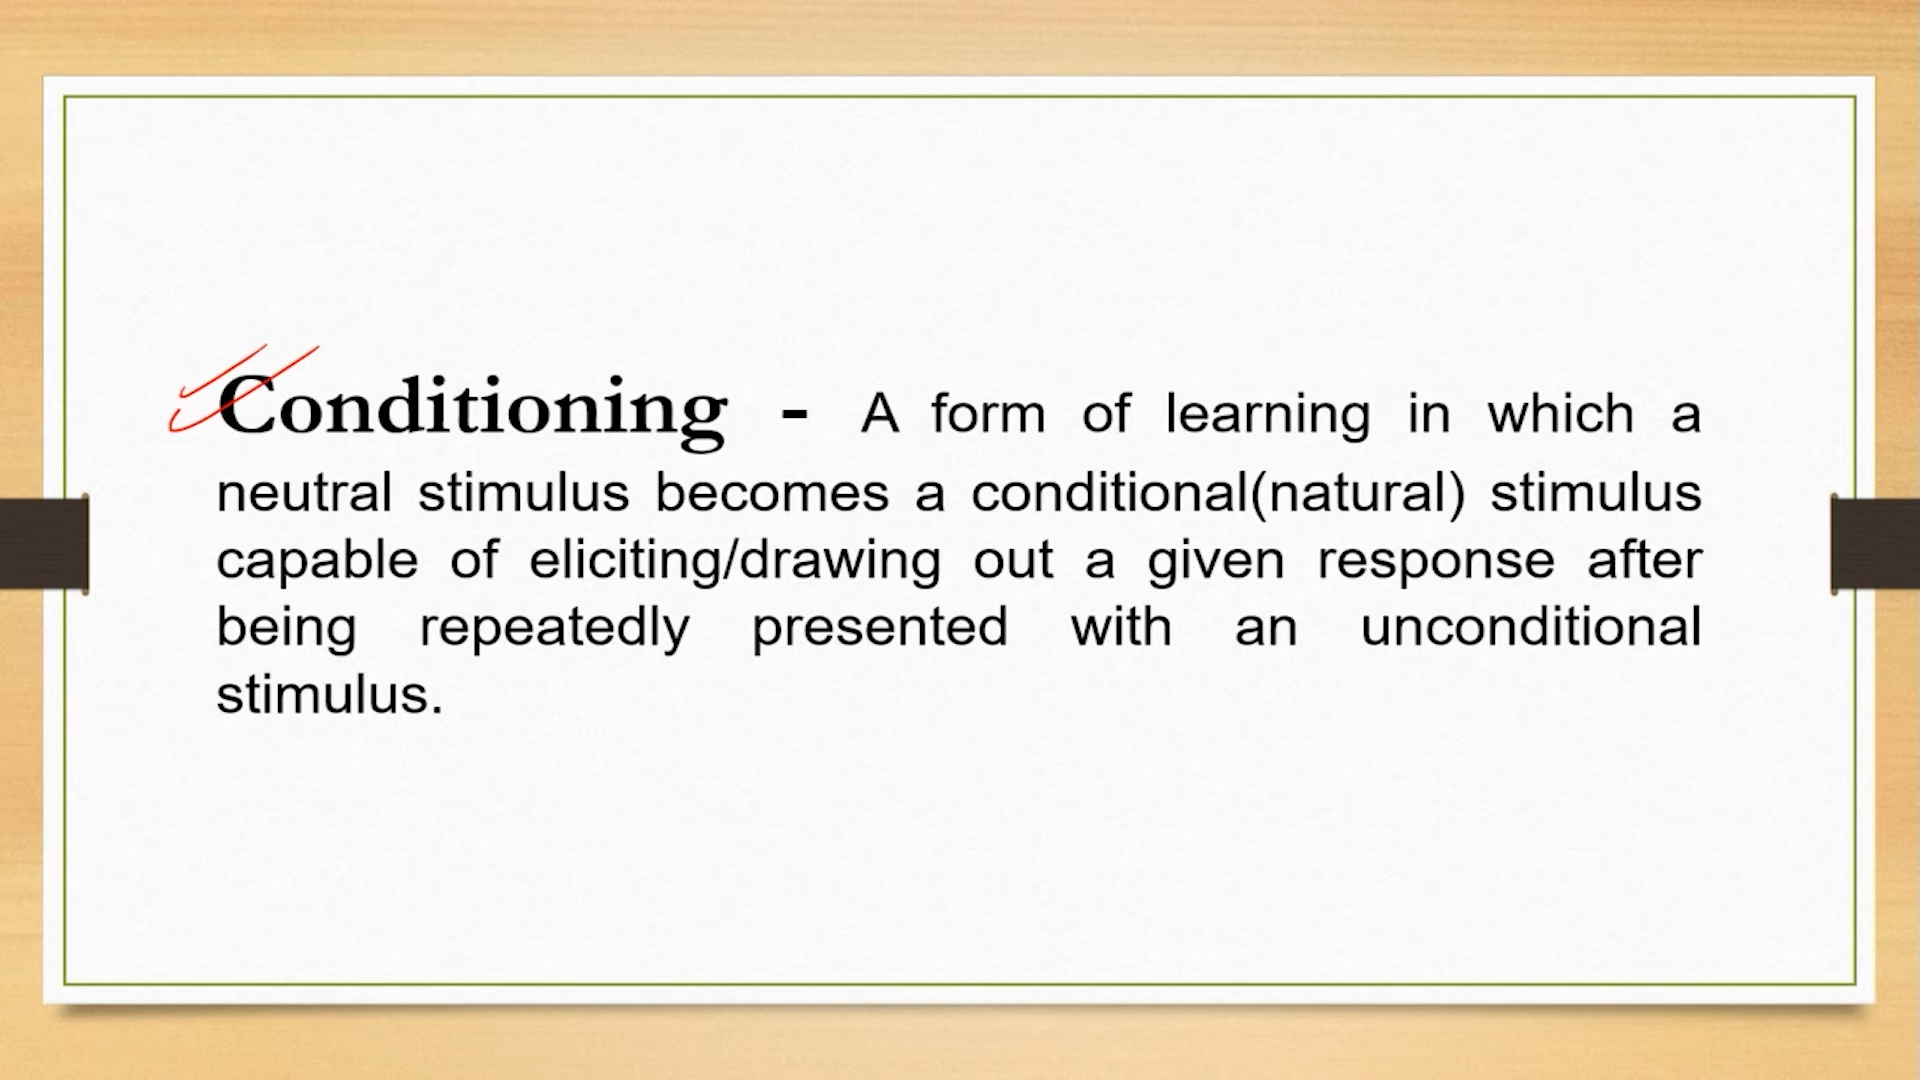 Conditioning - A form of learning in which a
neutral stimulus becomes a conditional(natural) stimulus
capable of eliciting/drawing out a given response after
being repeatedly presented with an unconditional
stimulus.